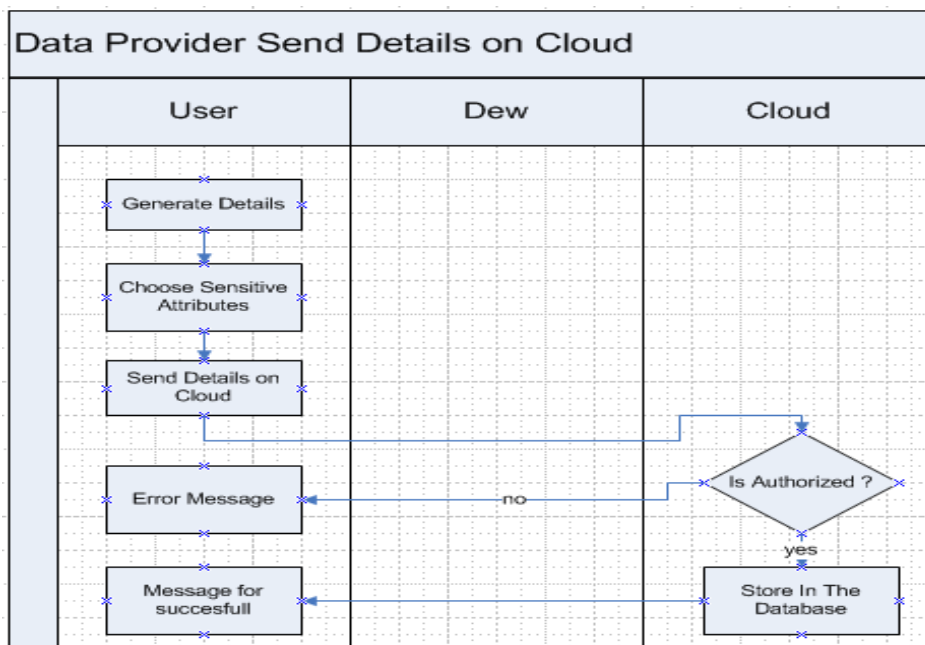 Data Provider Send Details on Cloud
User
Dew
Cloud
Generate Details
Choose Sensitive
Attributes
Send Details on
Cloud
Is Authorized ?
Error Message
no
yes
Message for
succesfull
Store In The
Database